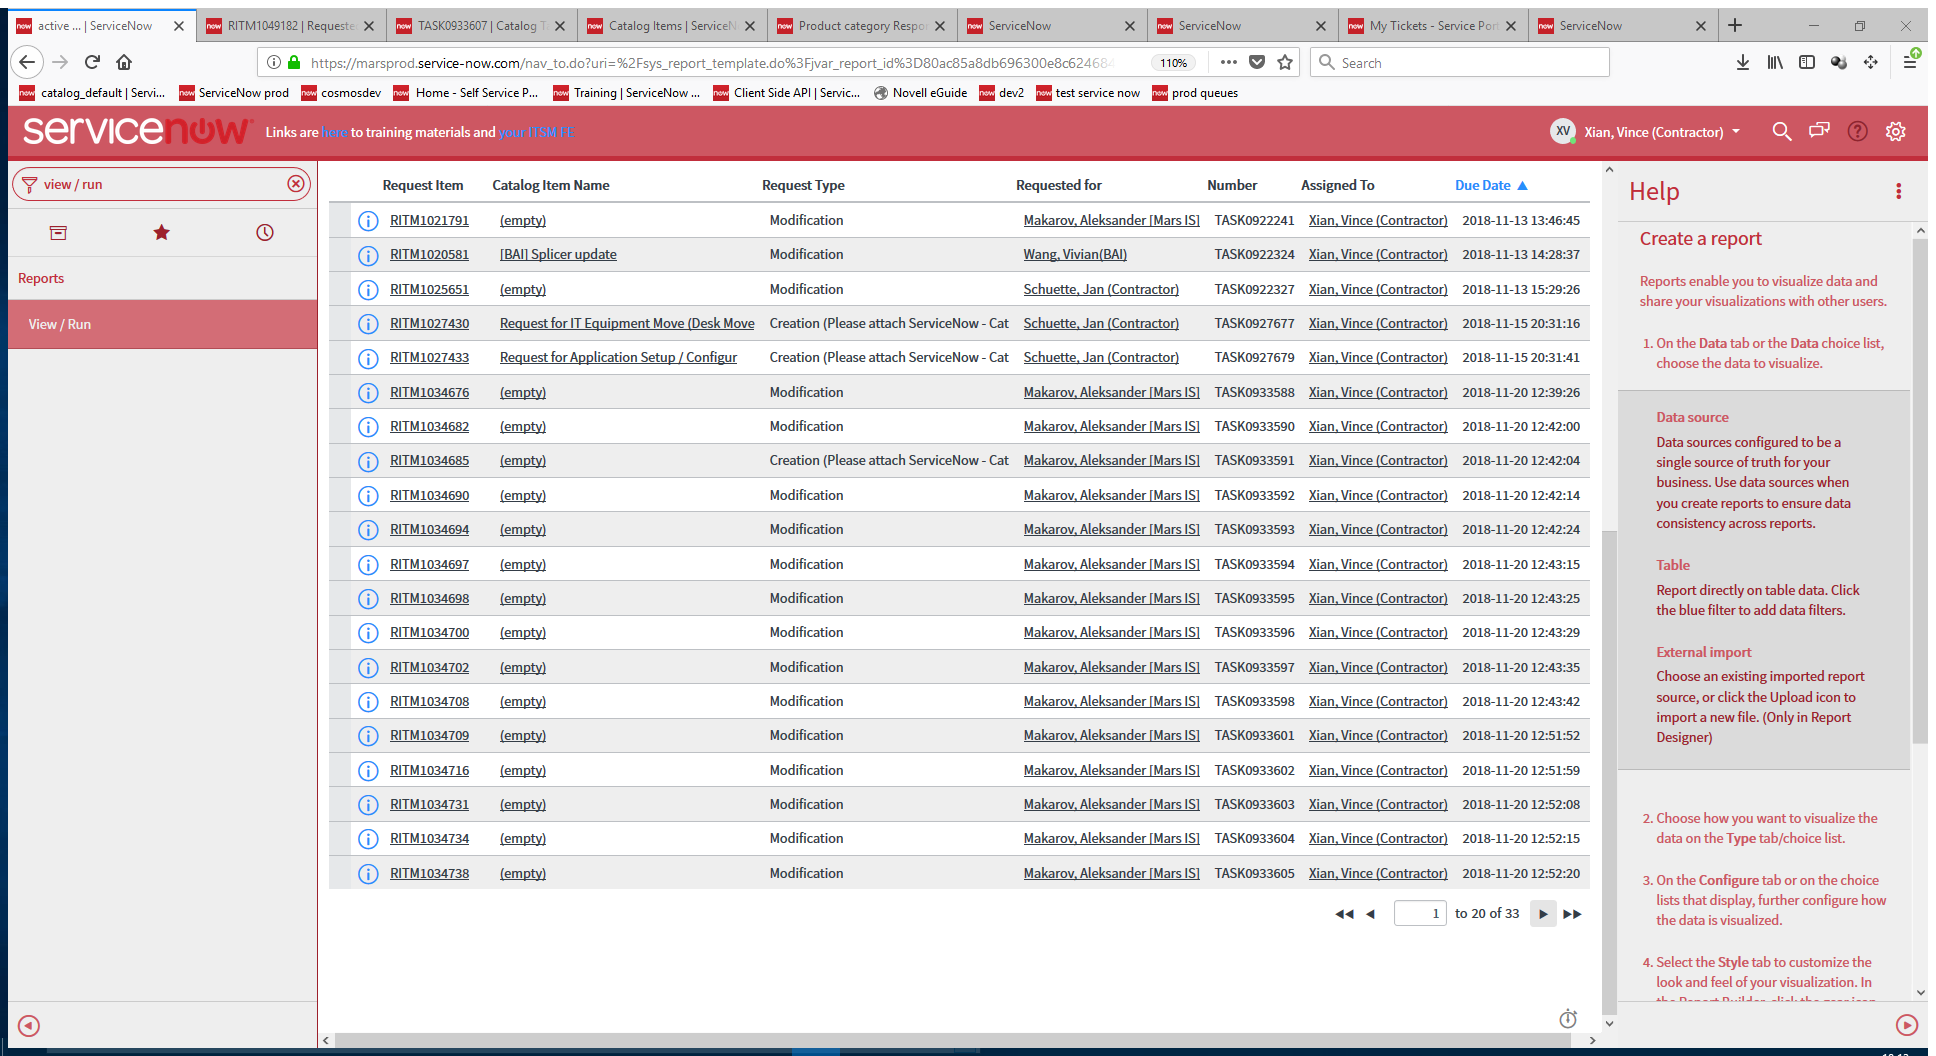 active ... | ServiceNow
RITM1049182 | Requeste
TASK0933607 | Catalog T
Catalog Items | ServiceN
Product category Respon
ServiceNow
ServiceNow
My Tickets - Service Port
ServiceNow
https://marsprod.service-now.com/nav_to.do?uri=%2Fsys_report_template.do%3Fjvar_report_id%3D80ac85a8db696300e8c624684
110%
Search
catalog_default | Servi...
ServiceNow prod
cosmosdev
Home - Self Service P...
Training | ServiceNow ...
Client Side API | Servic...
Novell eGuide
dev2
test service now
prod queues
servicenow
Links are here to training materials and your ITSM FE
XV
Xian, Vince (Contractor)
view / run
Reports
View / Run
Request Item Catalog Item Name Request Type Requested for Number Assigned To Due Date
RITM1021791 (empty) Modification Makarov, Aleksander [Mars IS] TASK0922241 Xian, Vince (Contractor) 2018-11-13 13:46:45
RITM1020581 [BAI] Splicer update Modification Wang, Vivian(BAI) TASK0922324 Xian, Vince (Contractor) 2018-11-13 14:28:37
RITM1025651 (empty) Modification Schuette, Jan (Contractor) TASK0922327 Xian, Vince (Contractor) 2018-11-13 15:29:26
RITM1027430 Request for IT Equipment Move (Desk Move Creation (Please attach ServiceNow - Cat Schuette, Jan (Contractor) TASK0927677 Xian, Vince (Contractor) 2018-11-15 20:31:16
RITM1027433 Request for Application Setup / Configur Creation (Please attach ServiceNow - Cat Schuette, Jan (Contractor) TASK0927679 Xian, Vince (Contractor) 2018-11-15 20:31:41
RITM1034676 (empty) Modification Makarov, Aleksander [Mars IS] TASK0933588 Xian, Vince (Contractor) 2018-11-20 12:39:26
RITM1034682 (empty) Modification Makarov, Aleksander [Mars IS] TASK0933590 Xian, Vince (Contractor) 2018-11-20 12:42:00
RITM1034685 (empty) Creation (Please attach ServiceNow - Cat Makarov, Aleksander [Mars IS] TASK0933591 Xian, Vince (Contractor) 2018-11-20 12:42:04
RITM1034690 (empty) Modification Makarov, Aleksander [Mars IS] TASK0933592 Xian, Vince (Contractor) 2018-11-20 12:42:14
RITM1034694 (empty) Modification Makarov, Aleksander [Mars IS] TASK0933593 Xian, Vince (Contractor) 2018-11-20 12:42:24
RITM1034697 (empty) Modification Makarov, Aleksander [Mars IS] TASK0933594 Xian, Vince (Contractor) 2018-11-20 12:43:15
RITM1034698 (empty) Modification Makarov, Aleksander [Mars IS] TASK0933595 Xian, Vince (Contractor) 2018-11-20 12:43:25
RITM1034700 (empty) Modification Makarov, Aleksander [Mars IS] TASK0933596 Xian, Vince (Contractor) 2018-11-20 12:43:29
RITM1034702 (empty) Modification Makarov, Aleksander [Mars IS] TASK0933597 Xian, Vince (Contractor) 2018-11-20 12:43:35
RITM1034708 (empty) Modification Makarov, Aleksander [Mars IS] TASK0933598 Xian, Vince (Contractor) 2018-11-20 12:43:42
RITM1034709 (empty) Modification Makarov, Aleksander [Mars IS] TASK0933601 Xian, Vince (Contractor) 2018-11-20 12:51:52
RITM1034716 (empty) Modification Makarov, Aleksander [Mars IS] TASK0933602 Xian, Vince (Contractor) 2018-11-20 12:51:59
RITM1034731 (empty) Modification Makarov, Aleksander [Mars IS] TASK0933603 Xian, Vince (Contractor) 2018-11-20 12:52:08
RITM1034734 (empty) Modification Makarov, Aleksander [Mars IS] TASK0933604 Xian, Vince (Contractor) 2018-11-20 12:52:15
RITM1034738 (empty) Modification Makarov, Aleksander [Mars IS] TASK0933605 Xian, Vince (Contractor) 2018-11-20 12:52:20
1 to 20 of 33
Help
Create a report
Reports enable you to visualize data and
share your visualizations with other users.
1. On the Data tab or the Data choice list,
choose the data to visualize.
Data source
Data sources configured to be a
single source of truth for your
business. Use data sources when
you create reports to ensure data
consistency across reports.
Table
Report directly on table data. Click
the blue filter to add data filters.
External import
Choose an existing imported report
source, or click the Upload icon to
import a new file. (Only in Report
Designer)
2. Choose how you want to visualize the
data on the Type tab/choice list.
3. On the Configure tab or on the choice
lists that display, further configure how
the data is visualized.
4. Select the Style tab to customize the
look and feel of your visualization. In